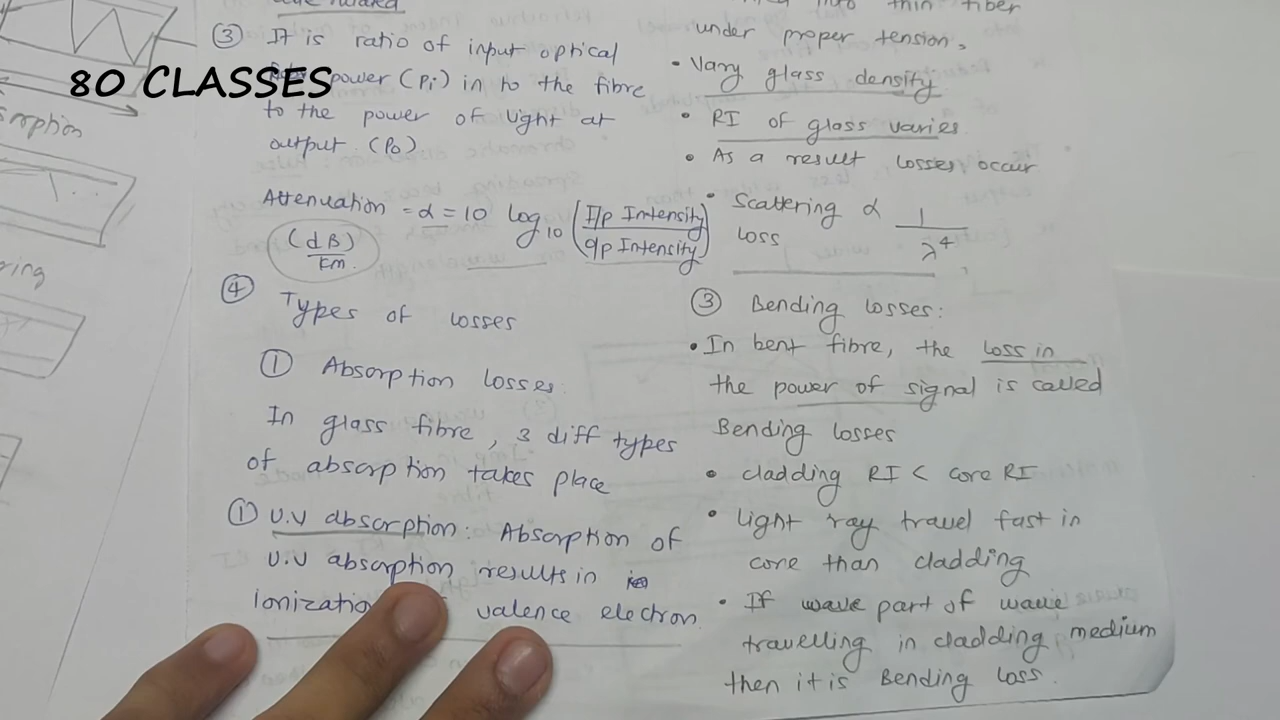 80 CLASSES
③ It is ratio of input optical
power (Pi) in to the fibre
to the power of light at
output (Po)
Attenuation = α = 10 log10 (I/p Intensity / o/p Intensity)
(dB/km)
④ Types of losses
① Absorption losses.
In glass fibre, 3 diff types
of absorption takes place
① U.V absorption: Absorption of
U.V absorption results in
valence electron.
thin fiber
under proper tension.
• Vary glass density
• RI of glass varies
• As a result losses occur
• Scattering loss α 1/λ⁴
③ Bending losses:
• In bent fibre, the loss in
the power of signal is called
Bending losses
• cladding RI < core RI
• light ray travel fast in
core than cladding
• If wave part of wave
travelling in cladding medium
then it is Bending loss.